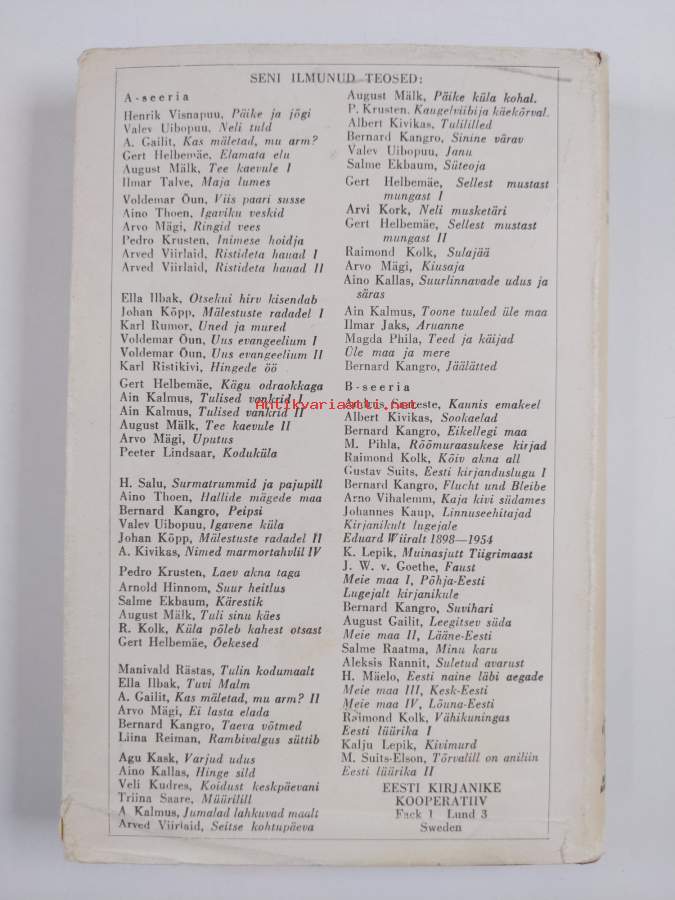 SENI ILMUNUD TEOSED:
A-seeria
Henrik Visnapuu, Päike ja jõgi
Valev Uibopuu, Neli tuld
A. Gailit, Kas mäletad, mu arm?
Gert Helbemäe, Elamata elu
August Mälk, Tee kaevule I
Ilmar Talve, Maja lumes
Voldemar Õun, Viis paari susse
Aino Thoen, Igaviku veskid
Arvo Mägi, Ringid vees
Pedro Krusten, Inimese hoidja
Arved Viirlaid, Ristideta hauad I
Arved Viirlaid, Ristideta hauad II
Ella Ilbak, Otsekui hirv kisendab
Johan Kõpp, Mälestuste radadel I
Karl Rumor, Uned ja mured
Voldemar Õun, Uus evangeelium I
Voldemar Õun, Uus evangeelium II
Karl Ristikivi, Hingede öö
Gert Helbemäe, Kägu odraokkaga
Ain Kalmus, Tulised vankrid I
Ain Kalmus, Tulised vankrid II
August Mälk, Tee kaevule II
Arvo Mägi, Uputus
Peeter Lindsaar, Koduküla
H. Salu, Surmatrummid ja pajupill
Aino Thoen, Hallide mägede maa
Bernard Kangro, Peipsi
Valev Uibopuu, Igavene küla
Johan Kõpp, Mälestuste radadel II
A. Kivikas, Nimed marmortahvlil IV
Pedro Krusten, Laev akna taga
Arnold Hinnom, Suur heitlus
Salme Ekbaum, Kärestik
August Mälk, Tuli sinu käes
R. Kolk, Küla põleb kahest otsast
Gert Helbemäe, Õekesed
Manivald Rästas, Tulin kodumaalt
Ella Ilbak, Tuvi Malm
A. Gailit, Kas mäletad, mu arm? II
Arvo Mägi, Ei lasta elada
Bernard Kangro, Taeva võtmed
Liina Reiman, Rambivalgus süttib
Agu Kask, Varjud udus
Aino Kallas, Hinge sild
Veli Kudres, Koidust keskpäevani
Triina Saare, Müürilill
A. Kalmus, Jumalad lahkuvad maalt
Arved Viirlaid, Seitse kohtupäeva
August Mälk, Päike küla kohal.
P. Krusten, Kaugelviibija käekõrval.
Albert Kivikas, Tulililled
Bernard Kangro, Sinine värav
Valev Uibopuu, Janu
Salme Ekbaum, Süteoja
Gert Helbemäe, Sellest mustast
mungast I
Arvi Kork, Neli musketäri
Gert Helbemäe, Sellest mustast
mungast II
Raimond Kolk, Sulajää
Arvo Mägi, Kiusaja
Aino Kallas, Suurlinnavade udus ja
säras
Ain Kalmus, Toone tuuled üle maa
Ilmar Jaks, Aruanne
Magda Phila, Teed ja käijad
Üle maa ja mere
Bernard Kangro, Jäälätted
B-seeria
Saareste, Kaunis emakeel
Albert Kivikas, Sookaelad
Bernard Kangro, Eikellegi maa
M. Pihla, Rõõmuraasukese kirjad
Raimond Kolk, Kõiv akna all
Gustav Suits, Eesti kirjanduslugu I
Bernard Kangro, Flucht und Bleibe
Arno Vihalemm, Kaja kivi südames
Johannes Kaup, Linnuseehitajad
Kirjanikult lugejale
Eduard Wiiralt 1898—1954
K. Lepik, Muinasjutt Tiigrimaast
J. W. v. Goethe, Faust
Meie maa I, Põhja-Eesti
Lugejalt kirjanikule
Bernard Kangro, Suvihari
August Gailit, Leegitsev süda
Meie maa II, Lääne-Eesti
Salme Raatma, Minu karu
Aleksis Rannit, Suletud avarust
H. Mäelo, Eesti naine läbi aegade
Meie maa III, Kesk-Eesti
Meie maa IV, Lõuna-Eesti
Raimond Kolk, Vähikuningas
Eesti lüürika I
Kalju Lepik, Kivimurd
M. Suits-Elson, Tõrvalill on aniliin
Eesti lüürika II
EESTI KIRJANIKE
KOOPERATIIV
Fack 1 Lund 3
Sweden
Antikvariaatti.net